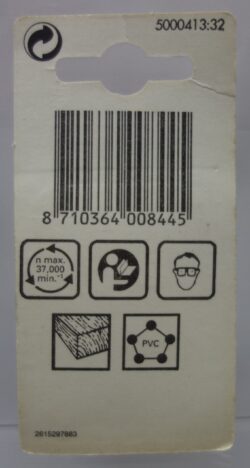 5000413:32
8 710364 008445
n max.
37,000
min.⁻¹
PVC
2615297883